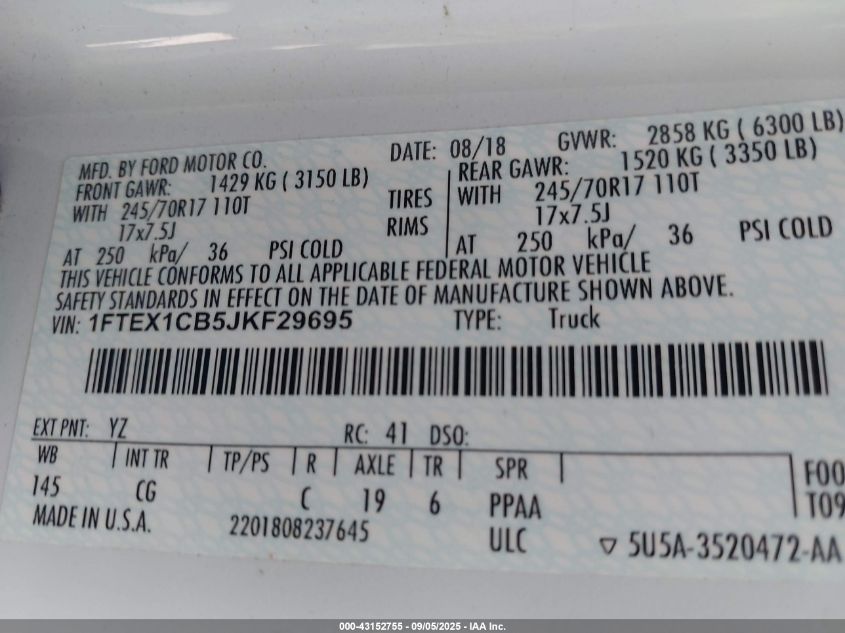 MFD. BY FORD MOTOR CO. DATE: 08/18 GVWR: 2858 KG ( 6300 LB)
FRONT GAWR: 1429 KG ( 3150 LB) REAR GAWR: 1520 KG ( 3350 LB)
WITH 245/70R17 110T TIRES WITH 245/70R17 110T
17x7.5J RIMS 17x7.5J
AT 250 kPa/ 36 PSI COLD AT 250 kPa/ 36 PSI COLD
THIS VEHICLE CONFORMS TO ALL APPLICABLE FEDERAL MOTOR VEHICLE
SAFETY STANDARDS IN EFFECT ON THE DATE OF MANUFACTURE SHOWN ABOVE.
VIN: 1FTEX1CB5JKF29695 TYPE: Truck
EXT PNT: YZ RC: 41 DSO:
WB INT TR TP/PS R AXLE TR SPR F00
145 CG C 19 6 PPAA T09
MADE IN U.S.A. 2201808237645 ULC ▽ 5U5A-3520472-AA
000-43152755 - 09/05/2025 - IAA Inc.